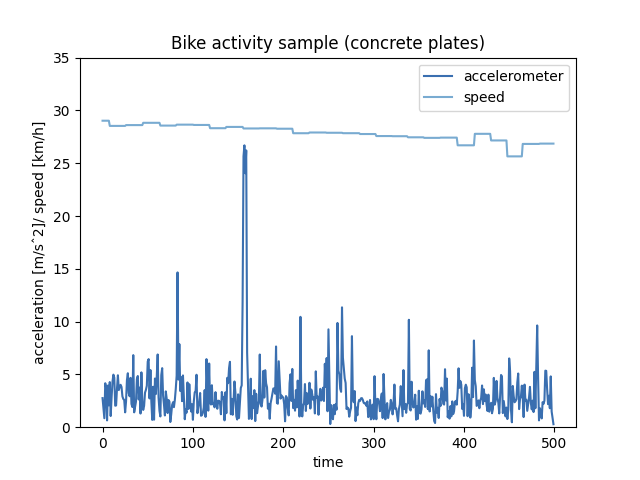 Bike activity sample (concrete plates)
accelerometer
speed
35
30
25
20
15
10
5
0
acceleration [m/s^2]/ speed [km/h]
0 100 200 300 400 500
time